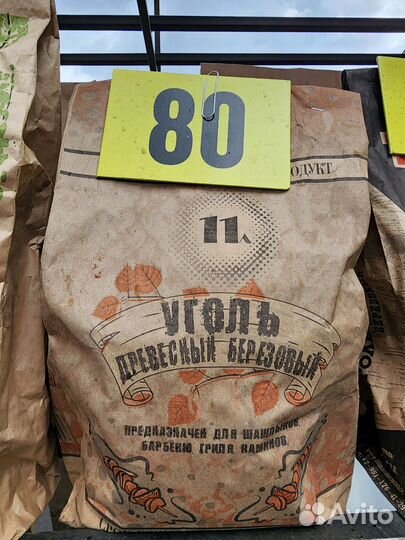 80
ОДУКТ
11л
УГОЛЬ
ДРЕВЕСНЫЙ БЕРЕЗОВЫЙ
ПРЕДНАЗНАЧЕН ДЛЯ ШАШЛЫКОВ,
БАРБЕКЮ, ГРИЛЯ, КАМИНОВ.
Avito